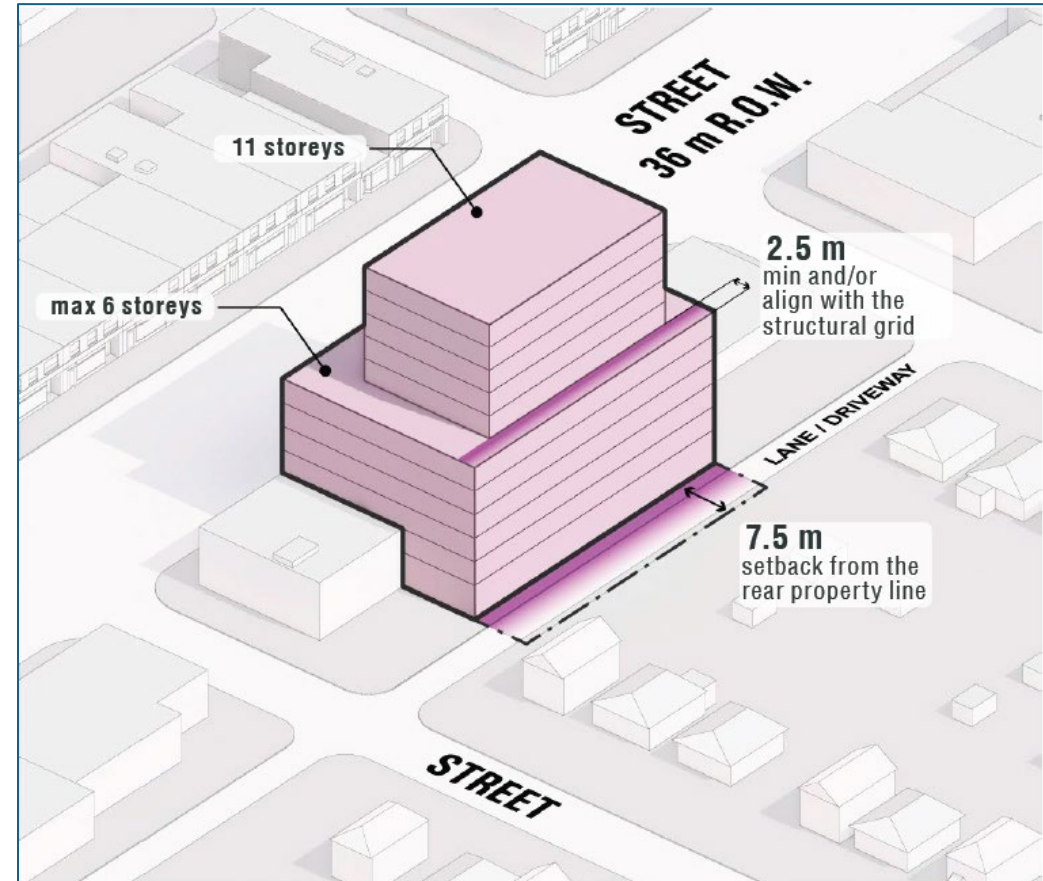 STREET
36 m R.O.W.
11 storeys
2.5 m
min and/or
align with the
structural grid
max 6 storeys
LANE / DRIVEWAY
7.5 m
setback from the
rear property line
STREET